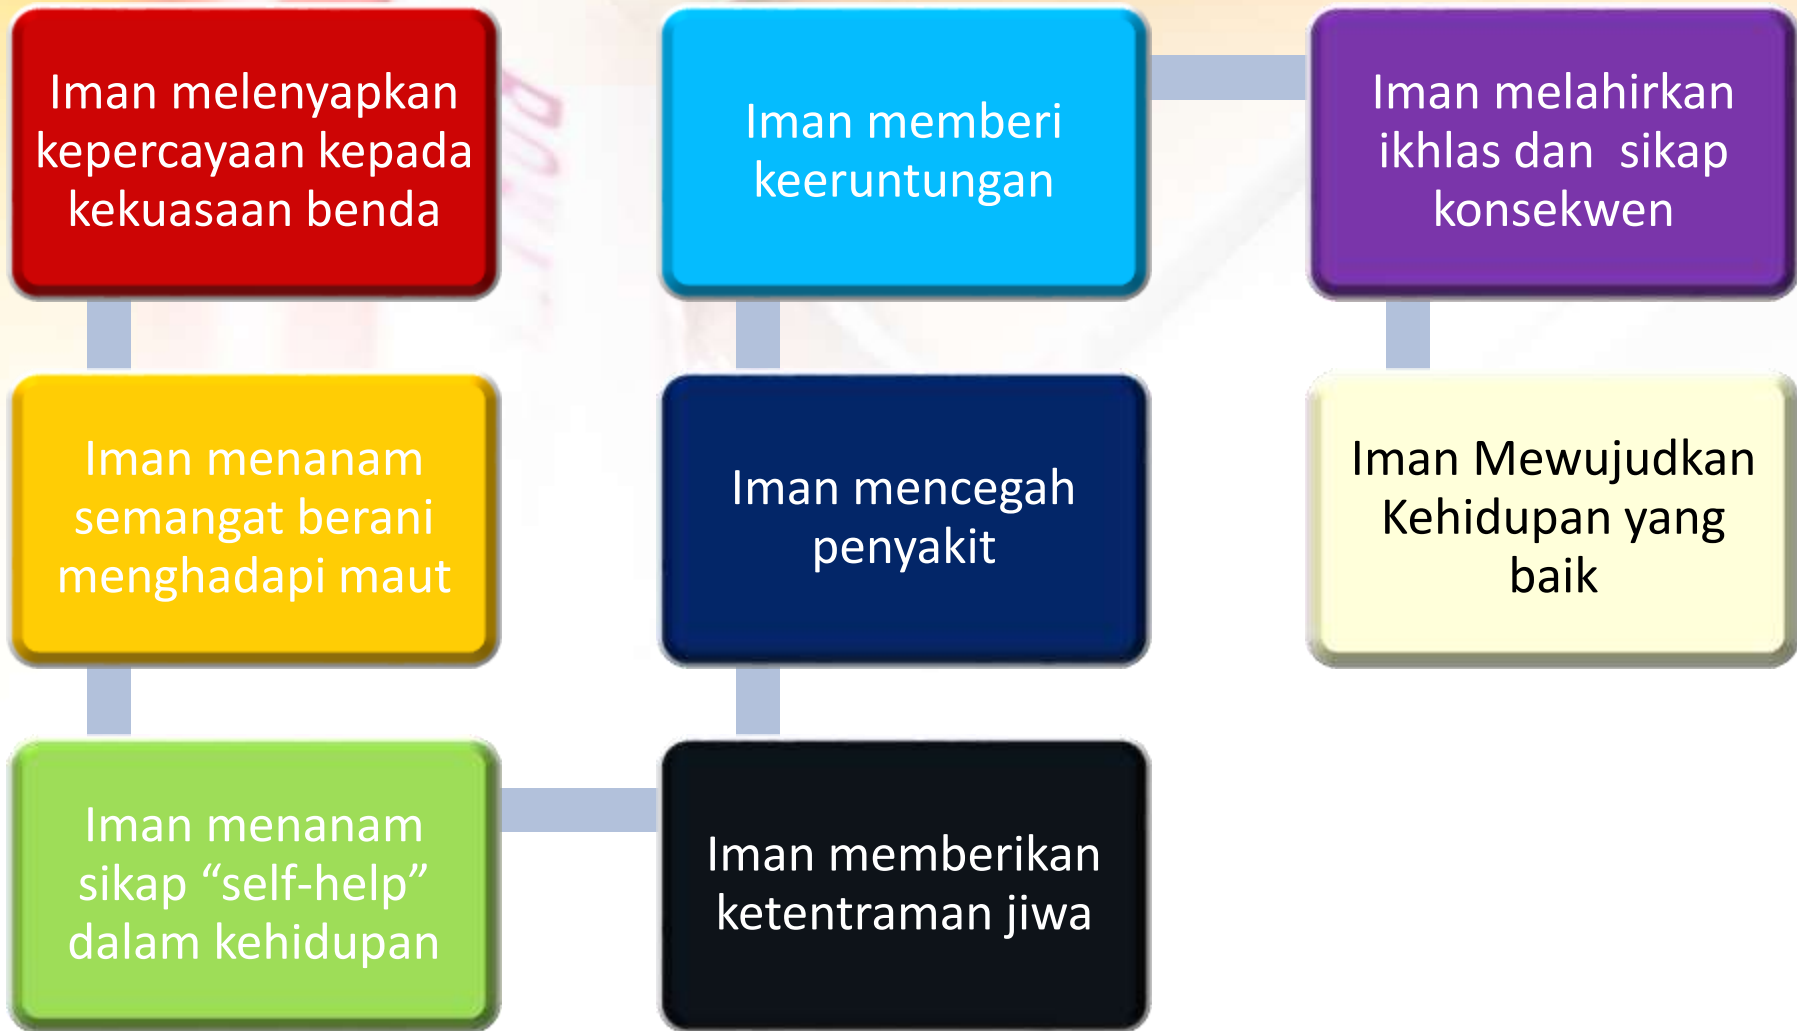 Iman melenyapkan
kepercayaan kepada
kekuasaan benda
Iman menanam
semangat berani
menghadapi maut
Iman menanam
sikap “self-help”
dalam kehidupan
Iman memberikan
ketentraman jiwa
Iman mencegah
penyakit
Iman memberi
keeruntungan
Iman melahirkan
ikhlas dan  sikap
konsekwen
Iman Mewujudkan
Kehidupan yang
baik